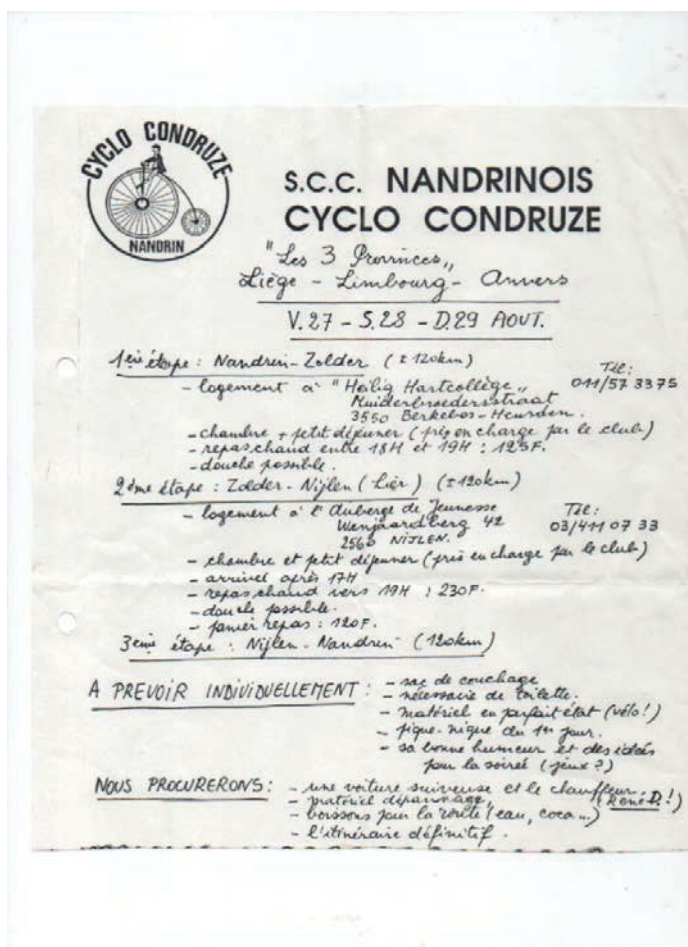 CYCLO CONDRUZE
NANDRIN
S.C.C. NANDRINOIS
CYCLO CONDRUZE
"Les 3 Provinces„
Liège - Limbourg - Anvers
V.27 - S.28 - D.29 AOUT.
1ère étape : Nandrin-Zolder (± 120km)
- logement à "Heilig Hartcollège„ Tél: 011/57 33 75
Muiderbroedersstraat
3550 Berkebos-Heusden.
- chambre + petit déjeuner (pris en charge par le club)
- repas chaud entre 18H et 19H : 125F.
- douche possible.
2ème étape : Zolder-Nijlen (Lier) (±120km)
- logement à l'Auberge de Jeunesse Tél: 03/411 07 33
Wenjaardberg 42
2560 NIJLEN.
- chambre et petit déjeuner (pris en charge par le club)
- arrivée après 17H
- repas chaud vers 19H : 230F.
- douche possible.
- panier repas : 120F.
3ème étape : Nijlen-Nandrin (120km)
A PREVOIR INDIVIDUELLEMENT : - sac de couchage
- nécessaire de toilette.
- matériel en parfait état (vélo!)
- pique-nique du 1er jour.
- sa bonne humeur et des idées
pour la soirée (jeux?)
NOUS PROCURERONS : - une voiture suiveuse et le chauffeur. (René D.!)
- matériel dépannage,
- boissons pour la route (eau, coca...)
- l'itinéraire définitif.